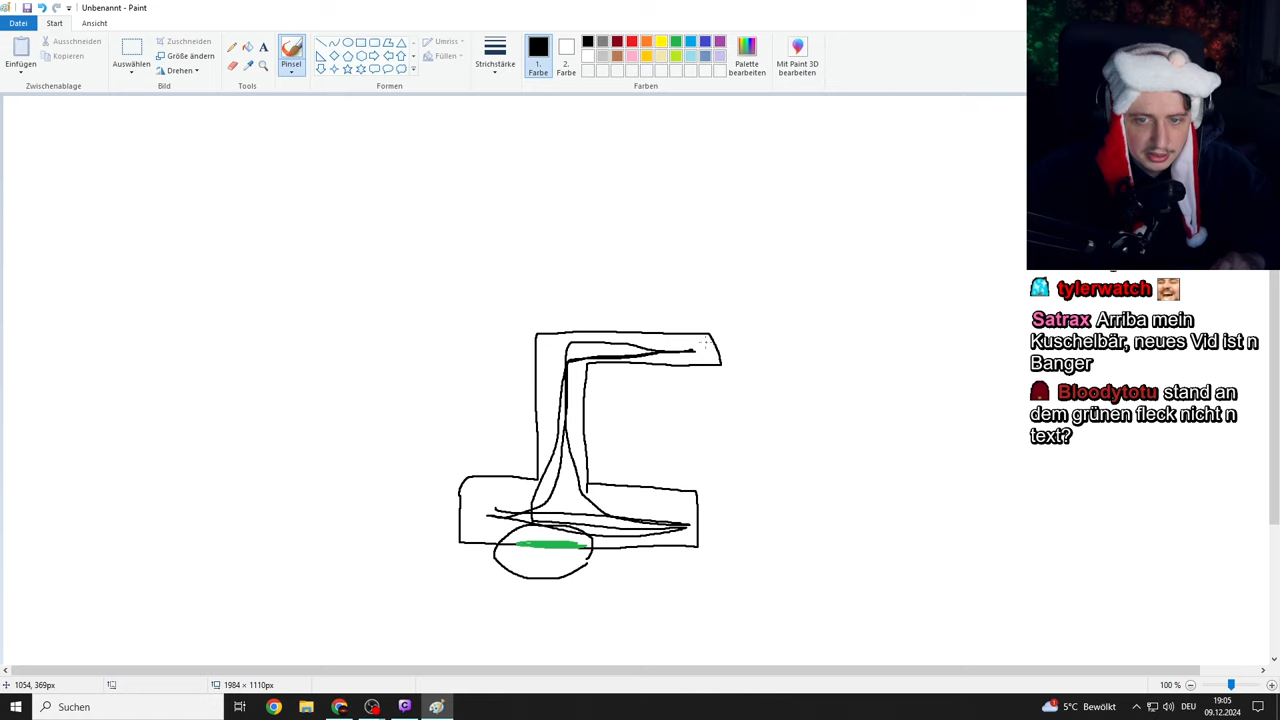 Unbenannt - Paint
Datei Start Ansicht
Einfügen
Ausschneiden
Kopieren
Zwischenablage
Auswählen
Zuschneiden
Größe ändern
Drehen
Bild
A
Tools
Pinsel
Umriss
Füllen
Formen
Strichstärke
1. Farbe
2. Farbe
Farben
Palette bearbeiten
Mit Paint 3D bearbeiten
tylerwatch
Satrax Arriba mein
Kuschelbär, neues Vid ist n
Banger
Bloodytotu stand an
dem grünen fleck nicht n
text?
1054, 369px
1984 × 1110px
100 %
Suchen
1
5°C Bewölkt
DEU
19:05
09.12.2024